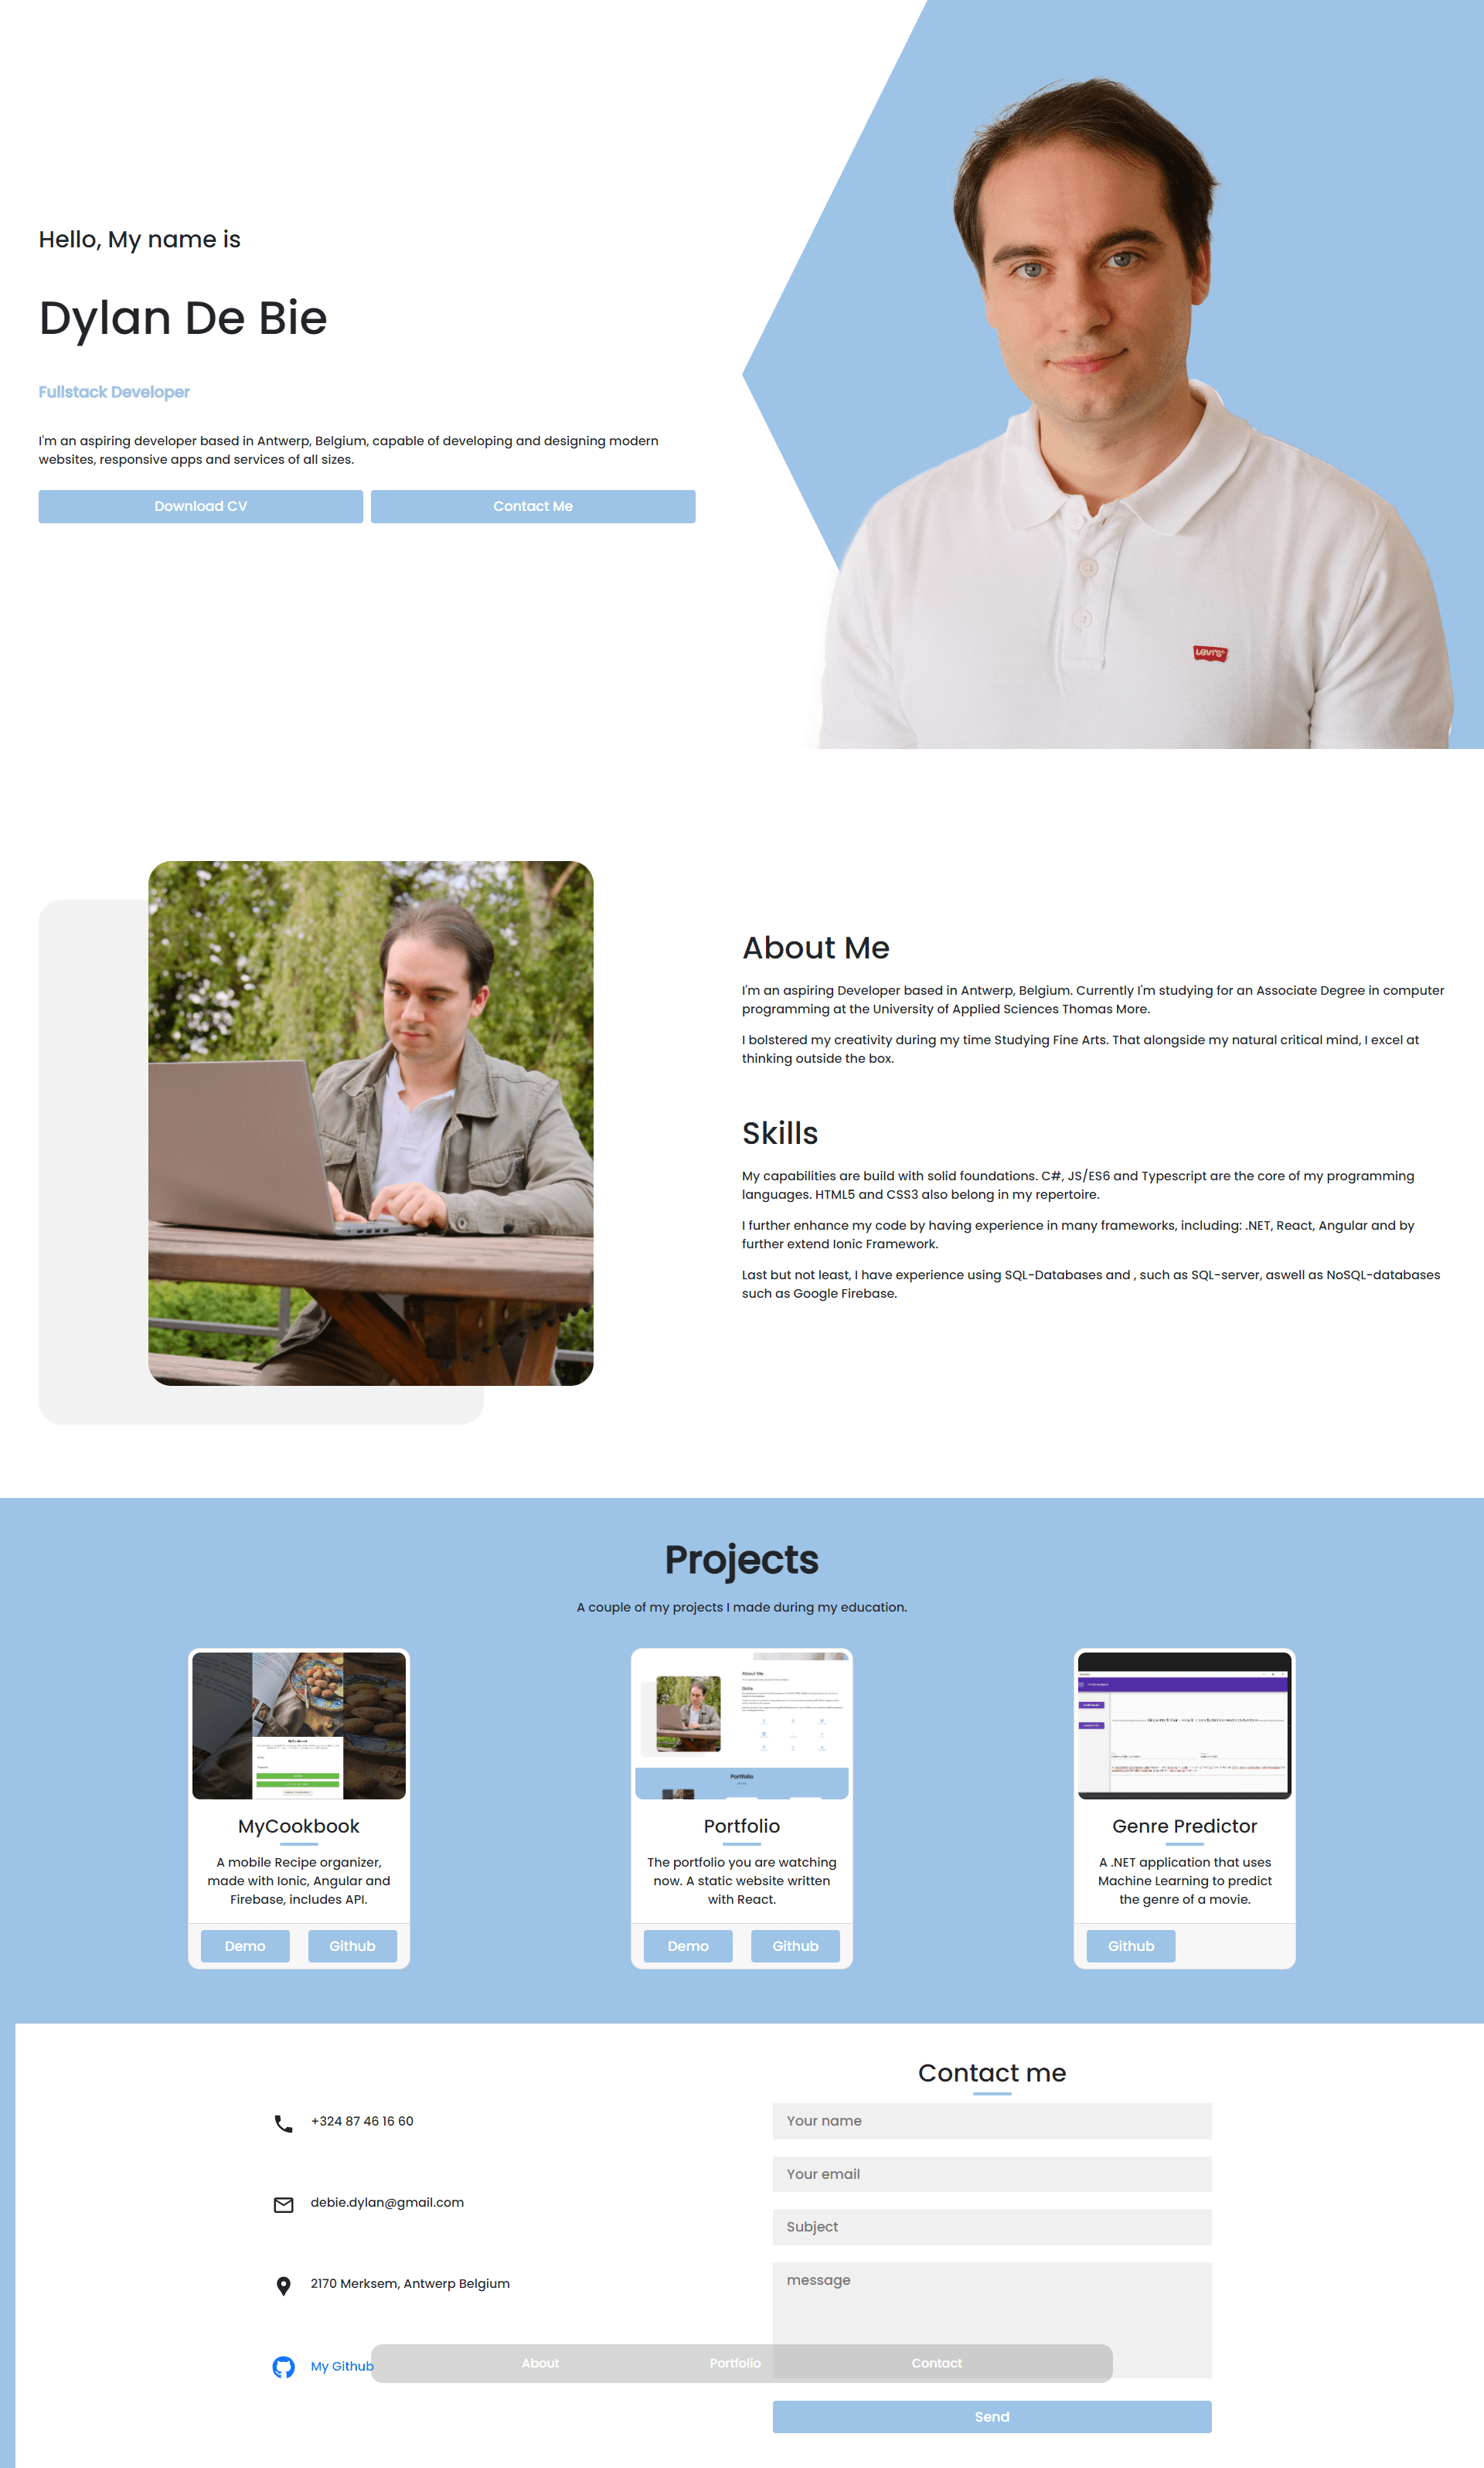 Hello, My name is
Dylan De Bie
Fullstack Developer
I'm an aspiring developer based in Antwerp, Belgium, capable of developing and designing modern
websites, responsive apps and services of all sizes.
Download CV
Contact Me
Levi's
About Me
I'm an aspiring Developer based in Antwerp, Belgium. Currently I'm studying for an Associate Degree in computer
programming at the University of Applied Sciences Thomas More.
I bolstered my creativity during my time Studying Fine Arts. That alongside my natural critical mind, I excel at
thinking outside the box.
Skills
My capabilities are build with solid foundations. C#, JS/ES6 and Typescript are the core of my programming
languages. HTML5 and CSS3 also belong in my repertoire.
I further enhance my code by having experience in many frameworks, including: .NET, React, Angular and by
further extend Ionic Framework.
Last but not least, I have experience using SQL-Databases and , such as SQL-server, aswell as NoSQL-databases
such as Google Firebase.
Projects
A couple of my projects I made during my education.
About Me
Skills
Portfolio
MyCookbook
A mobile Recipe organizer,
made with Ionic, Angular and
Firebase, includes API.
Demo
Github
Portfolio
The portfolio you are watching
now. A static website written
with React.
Demo
Github
Genre Predictor
A .NET application that uses
Machine Learning to predict
the genre of a movie.
Github
Contact me
+324 87 46 16 60
debie.dylan@gmail.com
2170 Merksem, Antwerp Belgium
My Github
Your name
Your email
Subject
message
About
Portfolio
Contact
Send